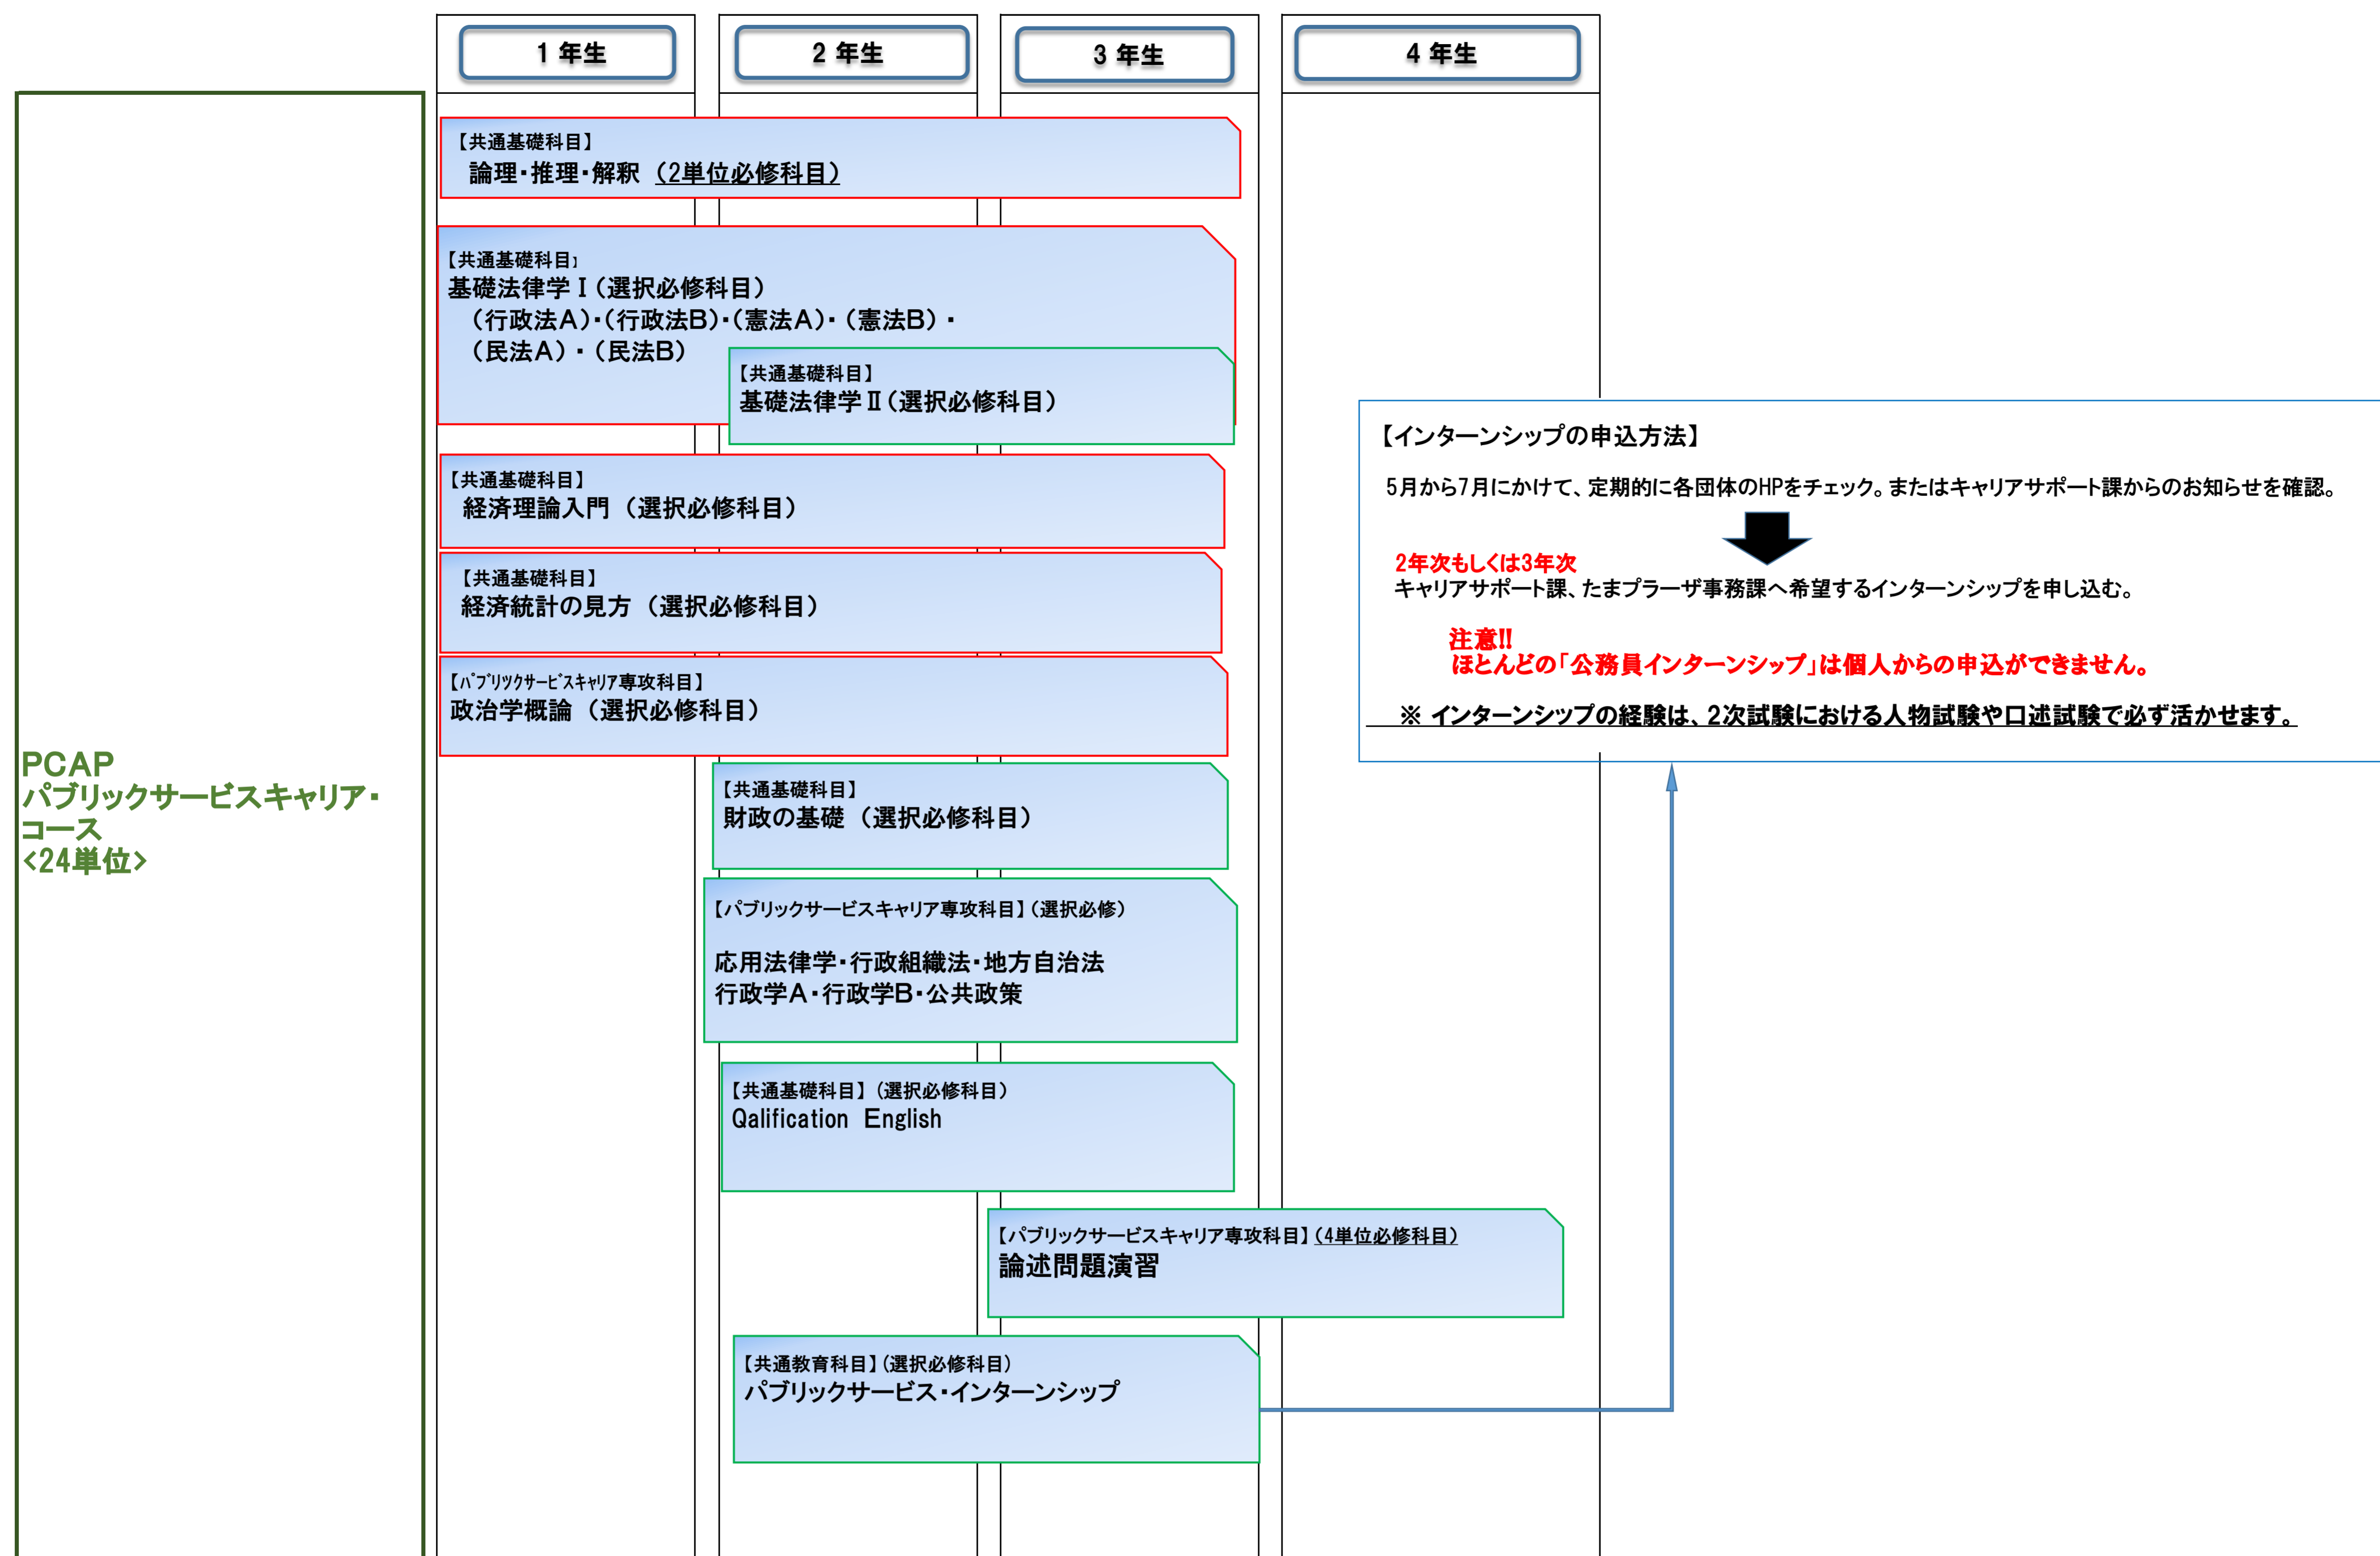 1 年生
2 年生
3 年生
4 年生
【共通基礎科目】
論理・推理・解釈 （2単位必修科目）
【共通基礎科目】
基礎法律学Ⅰ（選択必修科目）
（行政法A）・（行政法B）・（憲法A）・（憲法B）・
（民法A）・（民法B）
【共通基礎科目】
基礎法律学Ⅱ（選択必修科目）
【共通基礎科目】
経済理論入門 （選択必修科目）
【共通基礎科目】
経済統計の見方 （選択必修科目）
【ﾊﾟﾌﾞﾘﾂｸサｰﾋﾞｽｷｬﾘｱ専攻科目】
政治学概論 （選択必修科目）
PCAP
パブリックサービスキャリア・
コース
<24単位>
【共通基礎科目】
財政の基礎 （選択必修科目）
【パブリックサービスキャリア専攻科目】（選択必修）
応用法律学・行政組織法・地方自治法
行政学A・行政学B・公共政策
【共通基礎科目】（選択必修科目）
Qalification English
【パブリックサービスキャリア専攻科目】（4単位必修科目）
論述問題演習
【共通教育科目】（選択必修科目）
パブリックサービス・インターンシップ
【インターンシップの申込方法】
5月から7月にかけて、定期的に各団体のHPをチェック。またはキャリアサポート課からのお知らせを確認。
2年次もしくは3年次
キャリアサポート課、たまプラーザ事務課へ希望するインターンシップを申し込む。
注意!!
ほとんどの「公務員インターンシップ」は個人からの申込ができません。
※ インターンシップの経験は、2次試験における人物試験や口述試験で必ず活かせます。